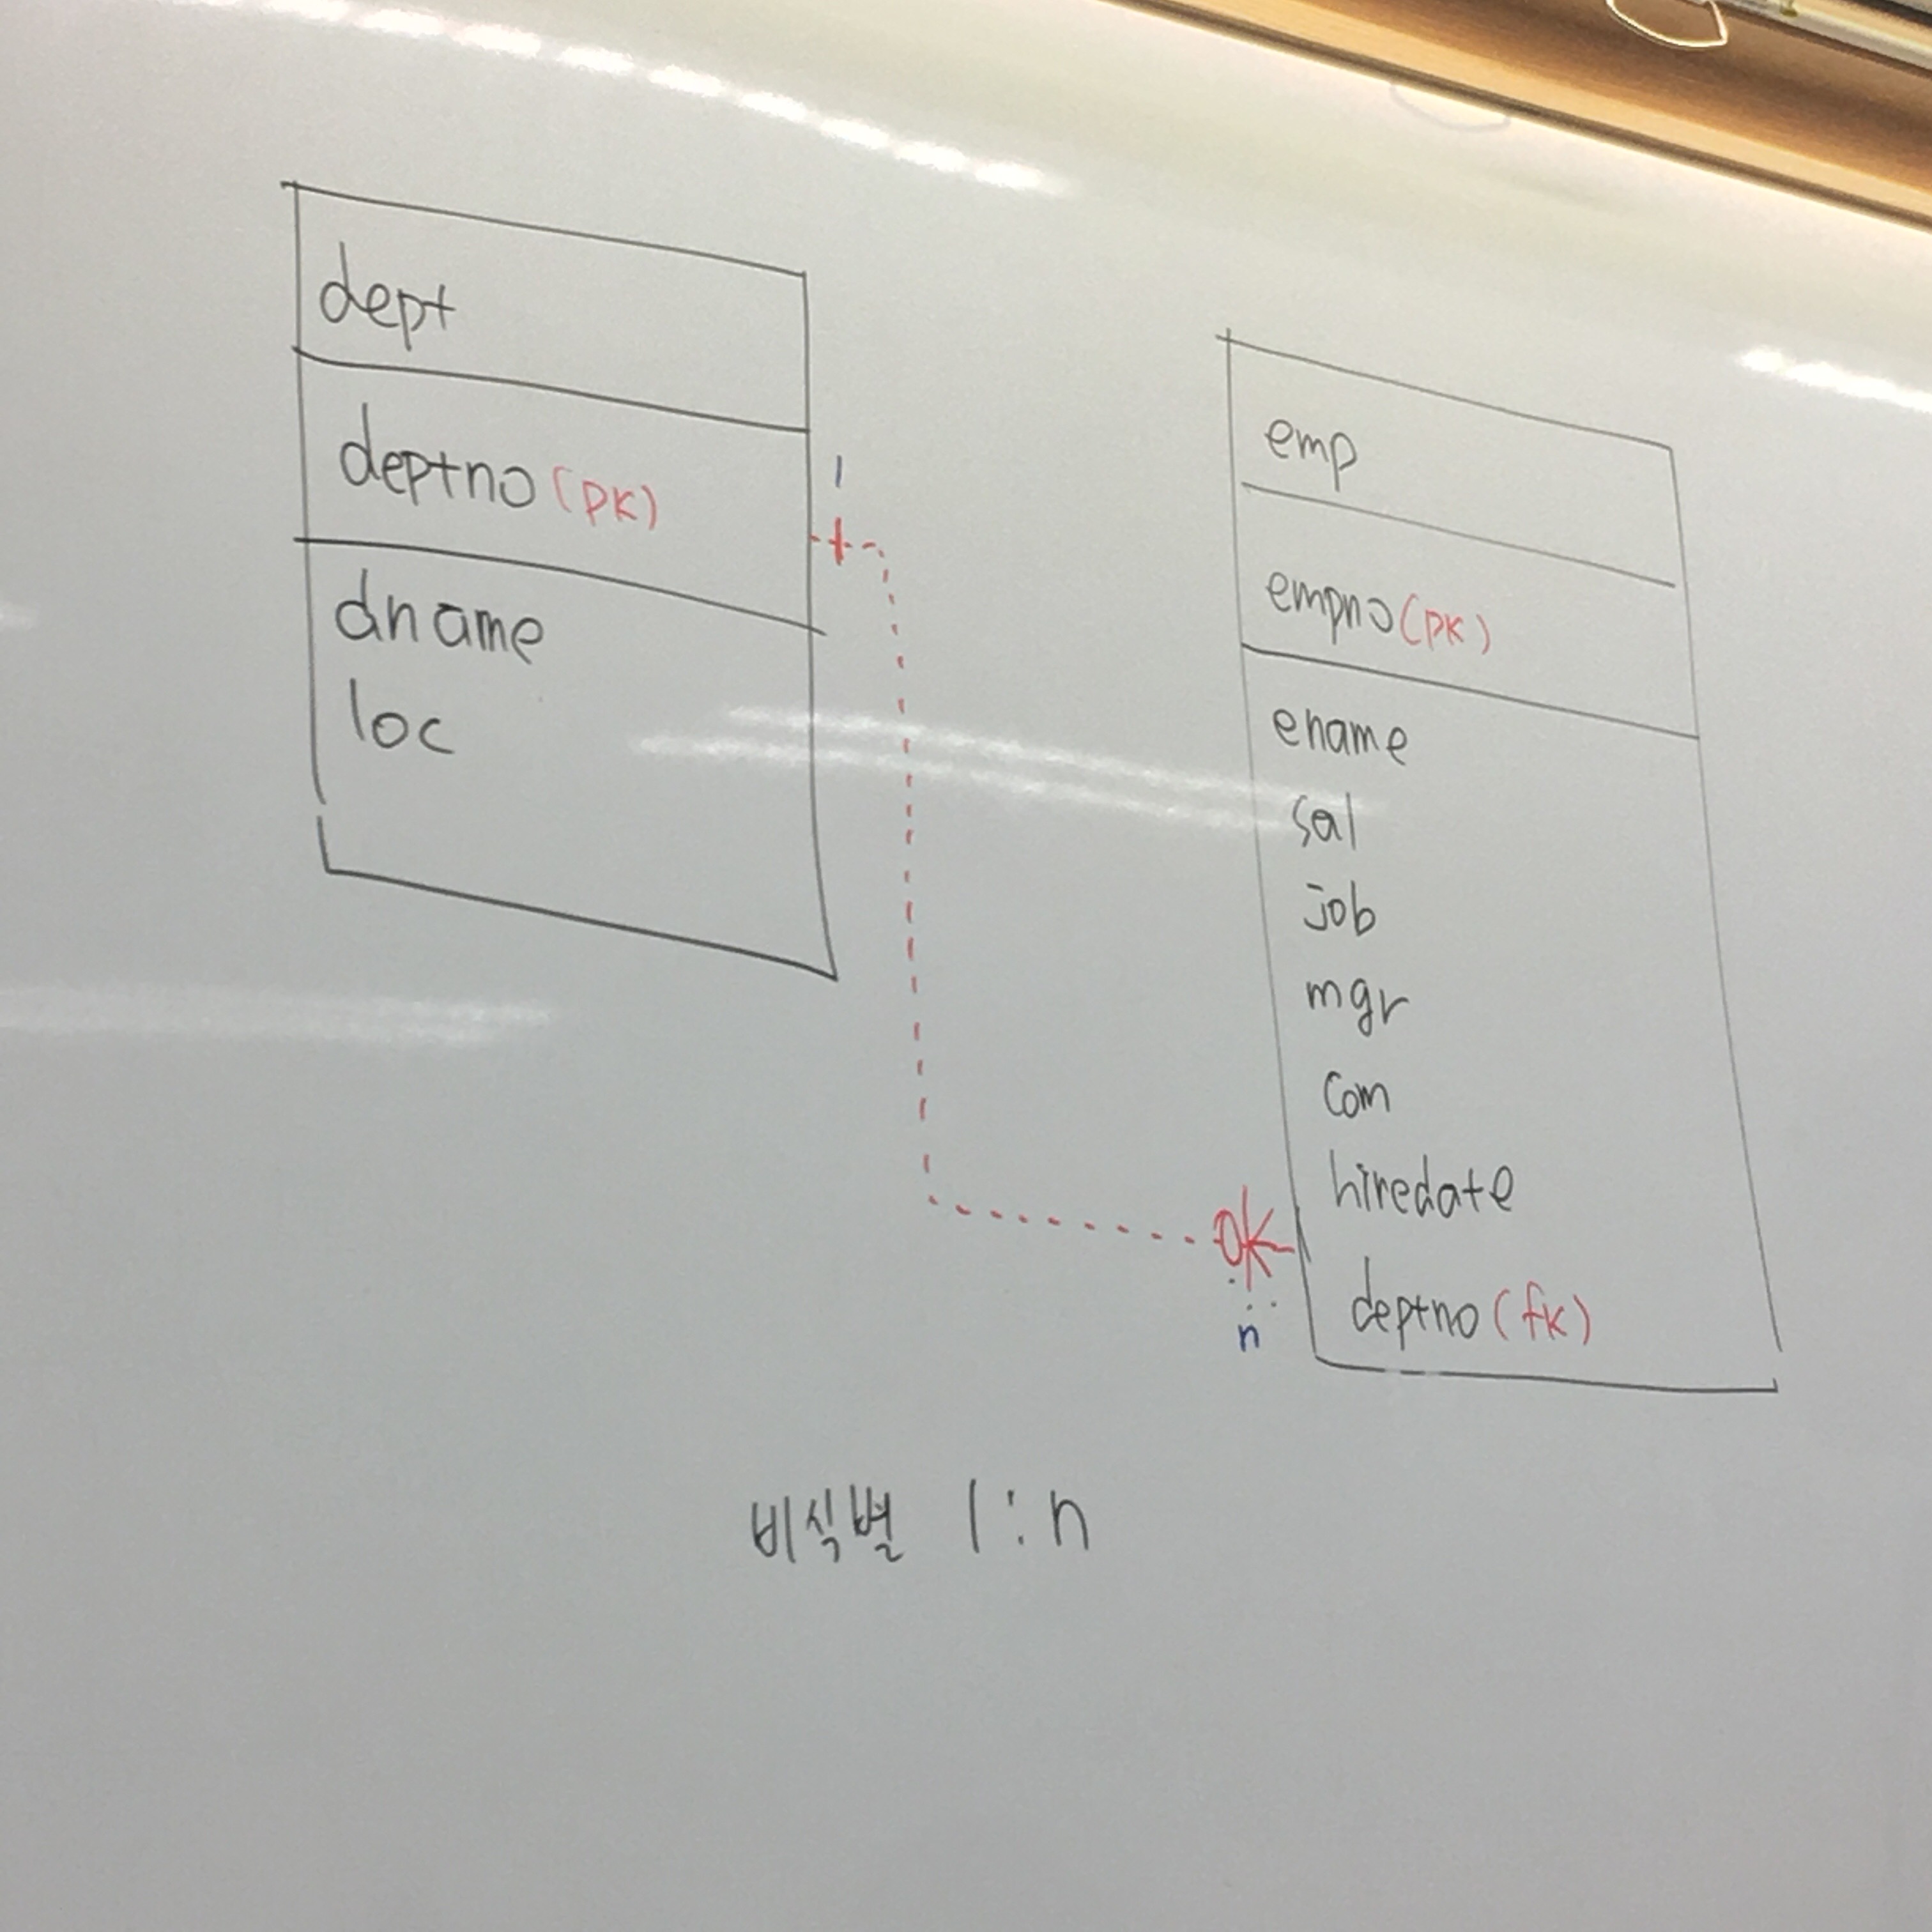 dept
deptno (pk)
dname
loc
1
emp
empno (pk)
ename
sal
job
mgr
com
hiredate
deptno (fk)
n
비식별 1:n